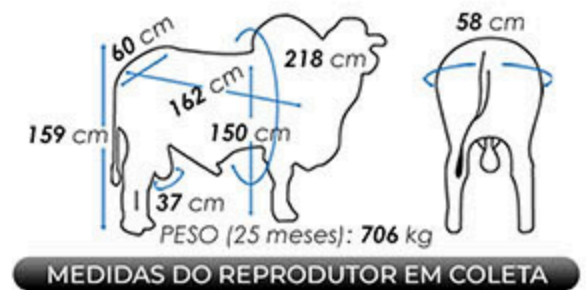 60 cm
58 cm
218 cm
162 cm
159 cm
150 cm
37 cm
PESO (25 meses): 706 kg
MEDIDAS DO REPRODUTOR EM COLETA